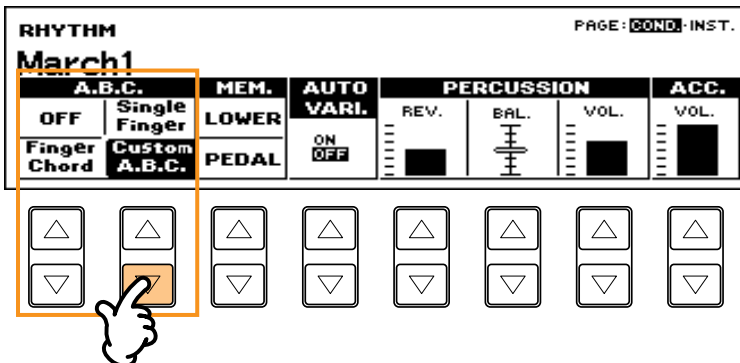 RHYTHM
PAGE: COND. · INST.
March1
A.B.C. MEM. AUTO VARI. PERCUSSION ACC.
OFF Single Finger LOWER ON OFF REV. BAL. VOL. VOL.
Finger Chord Custom A.B.C. PEDAL